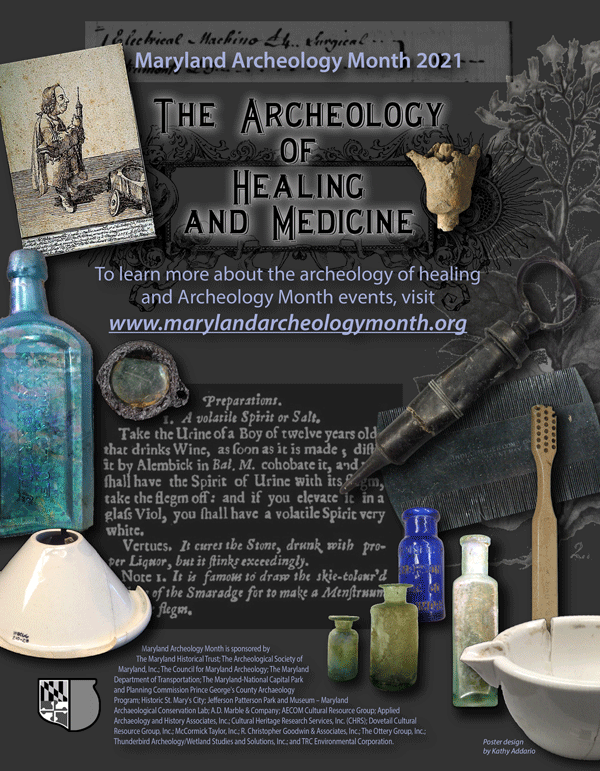 Electrical Machine &c. Surgical
Maryland Archeology Month 2021
The Archeology
of
Healing
and Medicine
To learn more about the archeology of healing
and Archeology Month events, visit
www.marylandarcheologymonth.org
Preparations.
1. A volatile Spirit or Salt.
Take the Urine of a Boy of twelve years old
that drinks Wine, as ſoon as it is made; diſti
it by Alembick in Bal. M. cohobate it, and
ſhall have the Spirit of Urine with its flegm,
take the flegm off: and if you elevate it in a
glaſs Viol, you ſhall have a volatile Spirit very
white.
Vertues. It cures the Stone, drunk with pro-
per Liquor, but it ſtinks exceedingly.
Note 1. It is famous to draw the skie-colour'd
of the Smaragd for to make a Menſtruum
flegm.
Maryland Archeology Month is sponsored by
The Maryland Historical Trust; The Archeological Society of
Maryland, Inc.; The Council for Maryland Archeology; The Maryland
Department of Transportation; The Maryland-National Capital Park
and Planning Commission Prince George's County Archaeology
Program; Historic St. Mary's City; Jefferson Patterson Park and Museum – Maryland
Archaeological Conservation Lab; A.D. Marble & Company; AECOM Cultural Resource Group; Applied
Archaeology and History Associates, Inc.; Cultural Heritage Research Services, Inc. (CHRS); Dovetail Cultural
Resource Group, Inc.; McCormick Taylor, Inc.; R. Christopher Goodwin & Associates, Inc.; The Ottery Group, Inc.;
Thunderbird Archeology/Wetland Studies and Solutions, Inc.; and TRC Environmental Corporation.
Poster design
by Kathy Addario